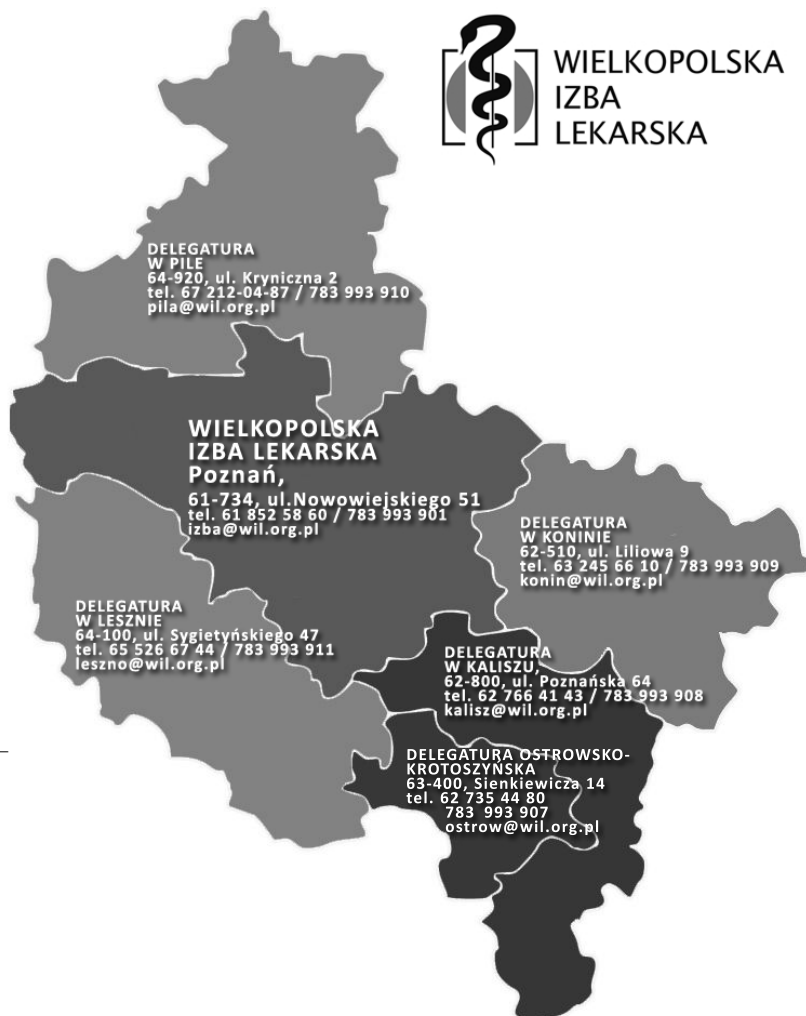 WIELKOPOLSKA
IZBA
LEKARSKA
DELEGATURA
W PILE
64-920, ul. Kryniczna 2
tel. 67 212-04-87 / 783 993 910
pila@wil.org.pl
WIELKOPOLSKA
IZBA LEKARSKA
Poznań,
61-734, ul.Nowowiejskiego 51
tel. 61 852 58 60 / 783 993 901
izba@wil.org.pl
DELEGATURA
W KONINIE
62-510, ul. Liliowa 9
tel. 63 245 66 10 / 783 993 909
konin@wil.org.pl
DELEGATURA
W LESZNIE
64-100, ul. Sygietyńskiego 47
tel. 65 526 67 44 / 783 993 911
leszno@wil.org.pl
DELEGATURA
W KALISZU,
62-800, ul. Poznańska 64
tel. 62 766 41 43 / 783 993 908
kalisz@wil.org.pl
DELEGATURA OSTROWSKO-
KROTOSZYŃSKA
63-400, Sienkiewicza 14
tel. 62 735 44 80
783 993 907
ostrow@wil.org.pl